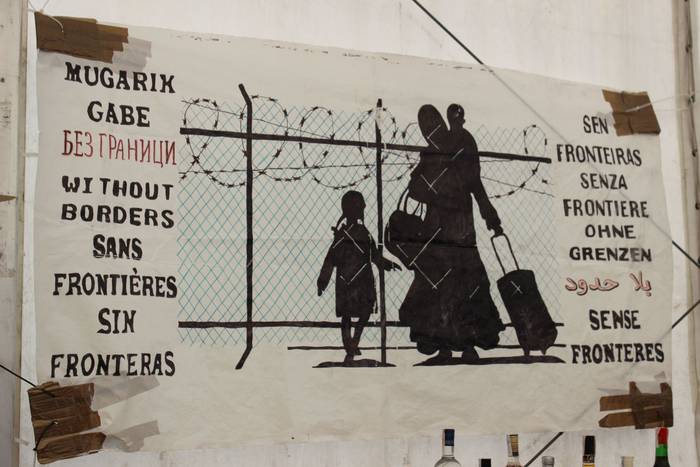 MUGARIK
GABE
БЕЗ ГРАНИЦИ
WITHOUT
BORDERS
SANS
FRONTIÈRES
SIN
FRONTERAS
SEN
FRONTEIRAS
SENZA
FRONTIERE
OHNE
GRENZEN
بلا حدود
SENSE
FRONTERES